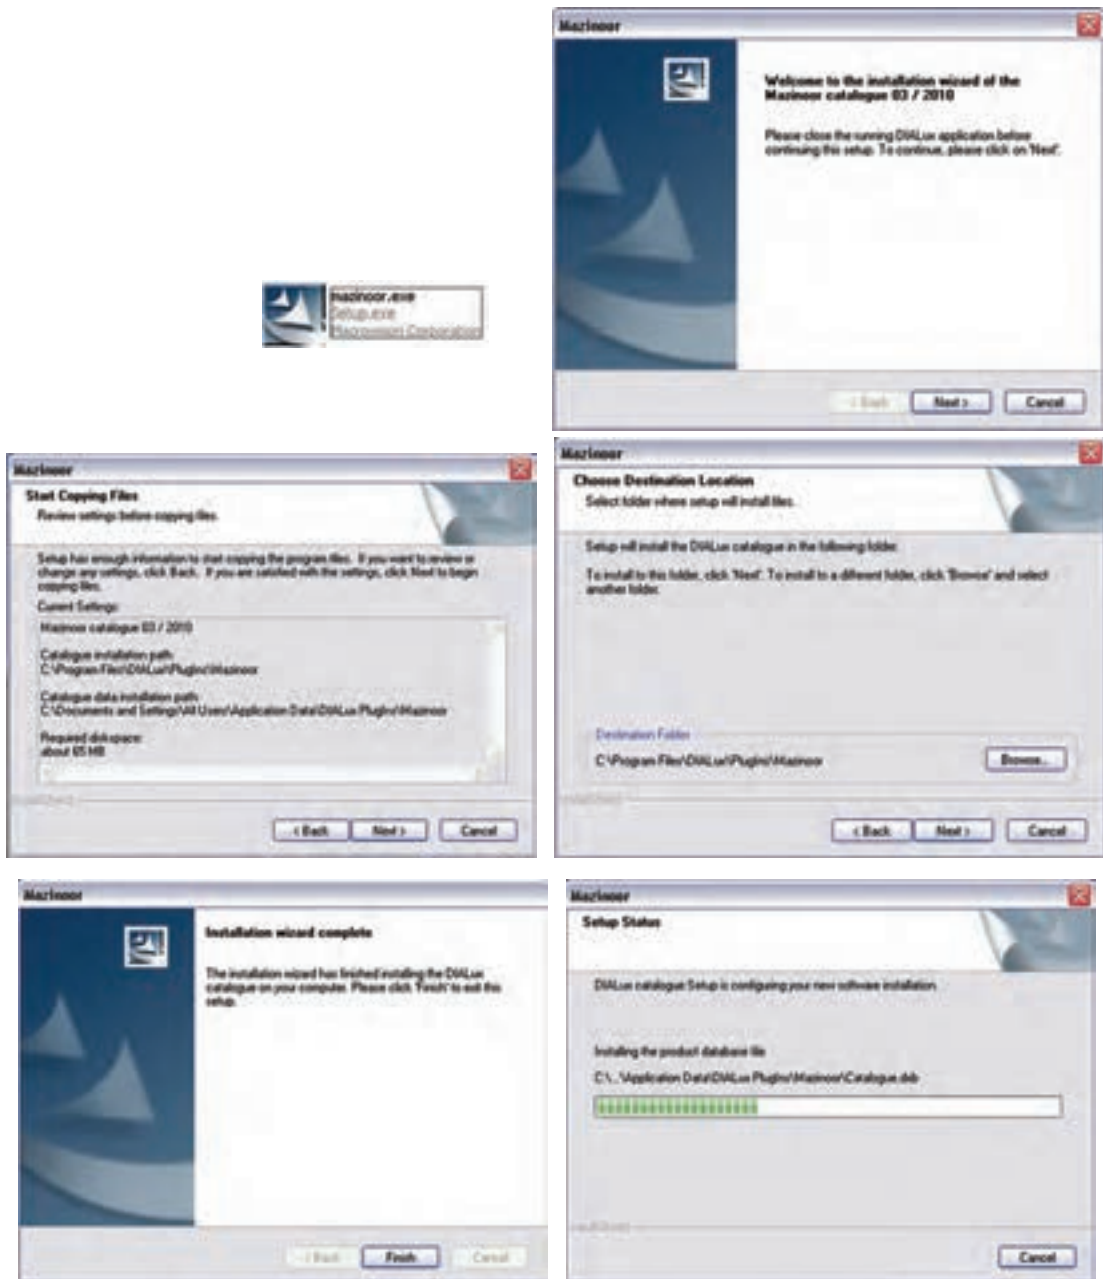 mazinoor.exe
Setup.exe
Macrovision Corporation
Mazinoor
Welcome to the installation wizard of the
Mazinoor catalogue 03 / 2010
Please close the running DIALux application before
continuing this setup. To continue, please click on 'Next'.
< Back Next > Cancel
Mazinoor
Choose Destination Location
Select folder where setup will install files.
Setup will install the DIALux catalogue in the following folder.
To install to this folder, click 'Next'. To install to a different folder, click 'Browse' and select
another folder.
Destination Folder
C:\Program Files\DIALux\PlugIns\Mazinoor
Browse...
InstallShield
< Back Next > Cancel
Mazinoor
Start Copying Files
Review settings before copying files.
Setup has enough information to start copying the program files. If you want to review or
change any settings, click Back. If you are satisfied with the settings, click Next to begin
copying files.
Current Settings:
Mazinoor catalogue 03 / 2010
Catalogue installation path:
C:\Program Files\DIALux\PlugIns\Mazinoor
Catalogue data installation path:
C:\Documents and Settings\All Users\Application Data\DIALux PlugIns\Mazinoor
Required diskspace:
about 65 MB
InstallShield
< Back Next > Cancel
Mazinoor
Setup Status
DIALux catalogue Setup is configuring your new software installation.
Installing the product database file
C:\...\Application Data\DIALux PlugIns\Mazinoor\Catalogue.dxb
InstallShield
Cancel
Mazinoor
Installation wizard complete
The installation wizard has finished installing the DIALux
catalogue on your computer. Please click 'Finish' to exit this
setup.
< Back Finish Cancel